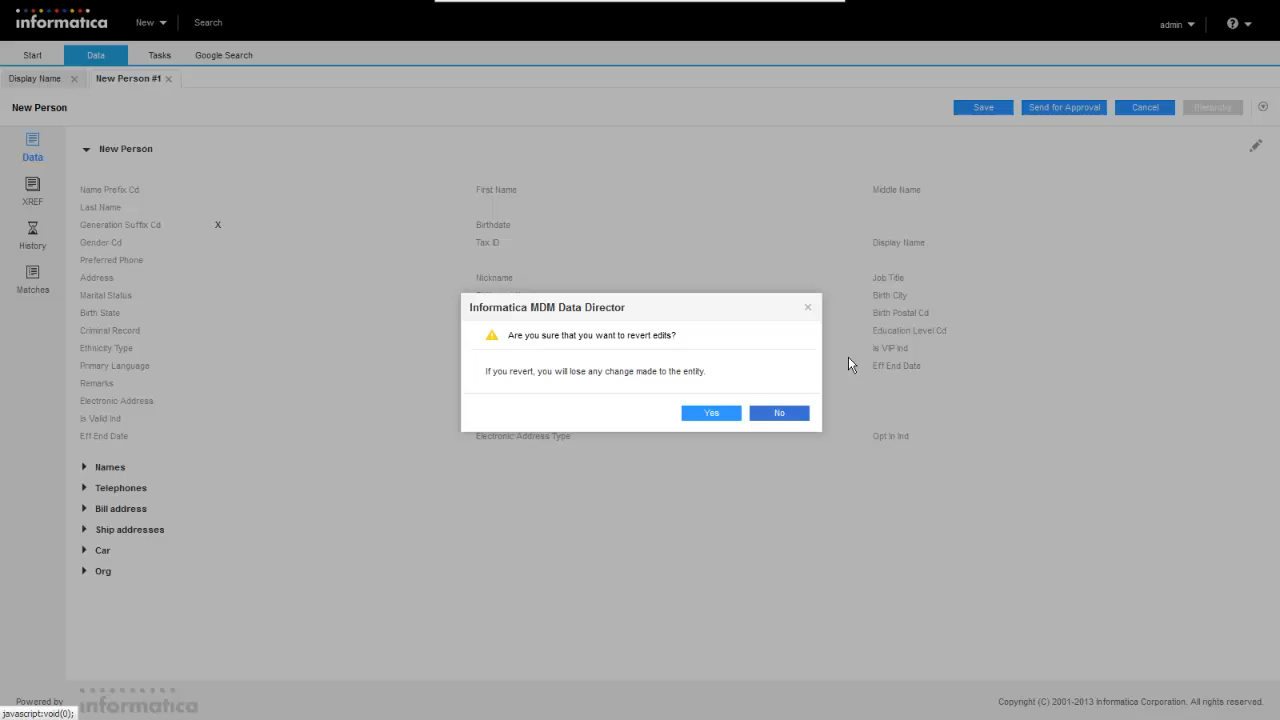 informatica New Search admin
Start Data Tasks Google Search
Display Name New Person #1
New Person Save Send for Approval Cancel Hierarchy
Data
XREF
History
Matches
New Person
Name Prefix Cd First Name Middle Name
Last Name
Generation Suffix Cd X Birthdate
Gender Cd Tax ID Display Name
Preferred Phone
Address Nickname Job Title
Marital Status Birth City
Birth State Birth Postal Cd
Criminal Record Education Level Cd
Ethnicity Type Is VIP Ind
Primary Language Eff End Date
Remarks
Electronic Address
Is Valid Ind
Eff End Date Electronic Address Type Opt In Ind
Names
Telephones
Bill address
Ship addresses
Car
Org
Informatica MDM Data Director
Are you sure that you want to revert edits?
If you revert, you will lose any change made to the entity.
Yes No
Powered by informatica Copyright (C) 2001-2013 Informatica Corporation. All rights reserved.
javascript:void(0);